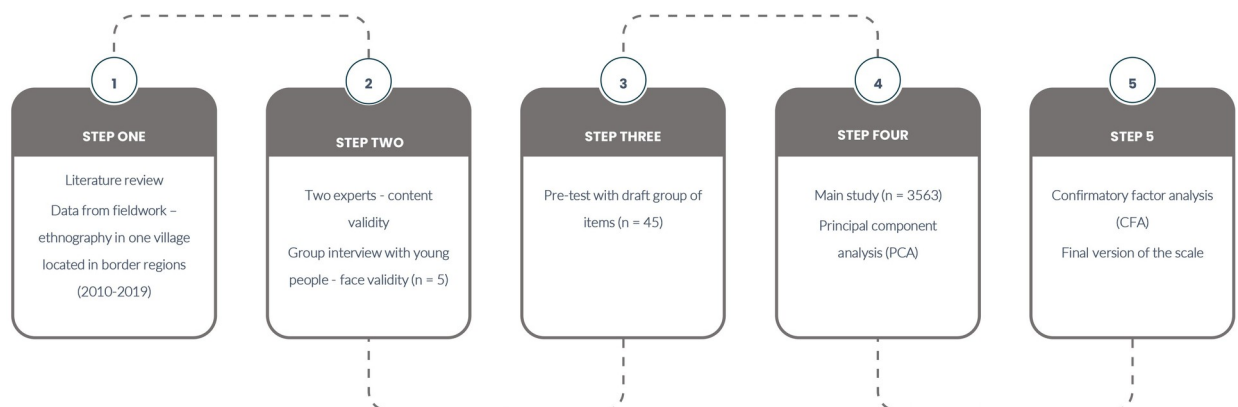 1
STEP ONE
Literature review
Data from fieldwork –
ethnography in one village
located in border regions
(2010-2019)
2
STEP TWO
Two experts - content
validity
Group interview with young
people - face validity (n = 5)
3
STEP THREE
Pre-test with draft group of
items (n = 45)
4
STEP FOUR
Main study (n = 3563)
Principal component
analysis (PCA)
5
STEP 5
Confirmatory factor analysis
(CFA)
Final version of the scale